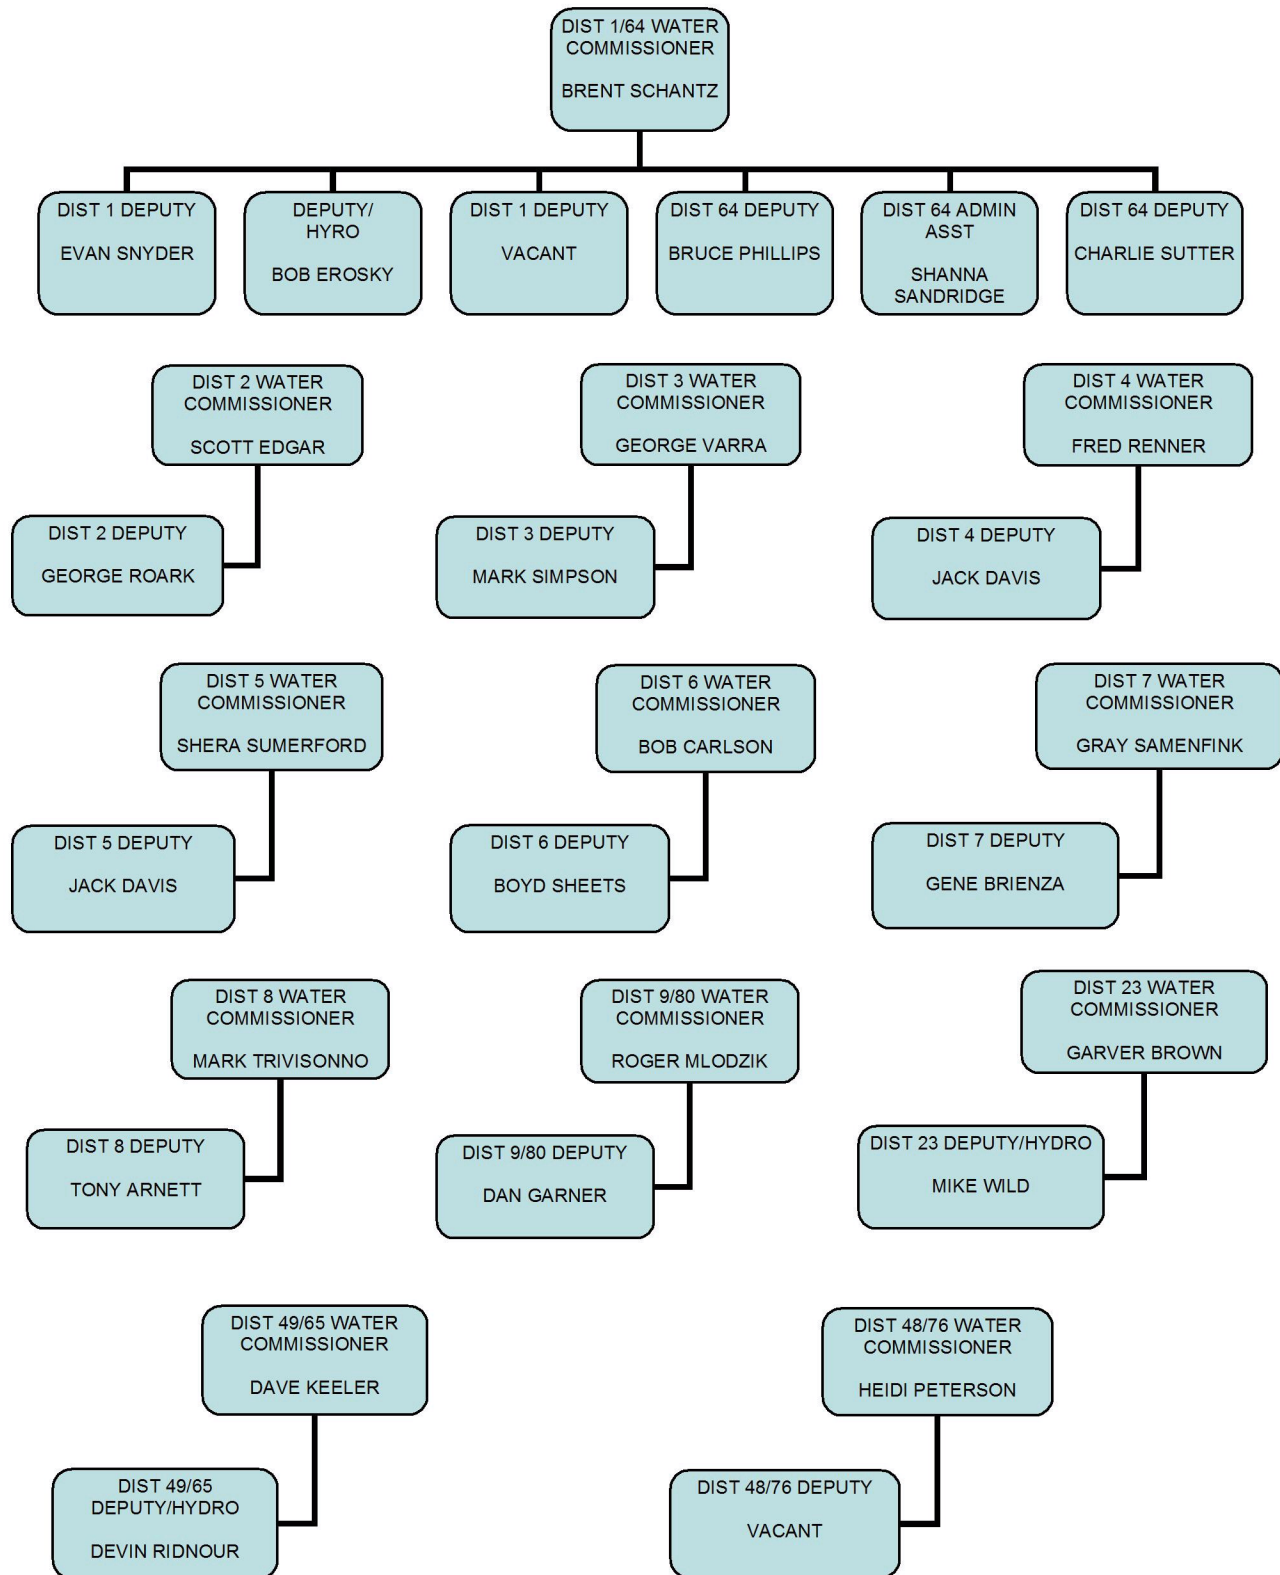 DIST 1/64 WATER
COMMISSIONER
BRENT SCHANTZ
DIST 1 DEPUTY
EVAN SNYDER
DEPUTY/
HYRO
BOB EROSKY
DIST 1 DEPUTY
VACANT
DIST 64 DEPUTY
BRUCE PHILLIPS
DIST 64 ADMIN
ASST
SHANNA
SANDRIDGE
DIST 64 DEPUTY
CHARLIE SUTTER
DIST 2 WATER
COMMISSIONER
SCOTT EDGAR
DIST 2 DEPUTY
GEORGE ROARK
DIST 3 WATER
COMMISSIONER
GEORGE VARRA
DIST 3 DEPUTY
MARK SIMPSON
DIST 4 WATER
COMMISSIONER
FRED RENNER
DIST 4 DEPUTY
JACK DAVIS
DIST 5 WATER
COMMISSIONER
SHERA SUMERFORD
DIST 5 DEPUTY
JACK DAVIS
DIST 6 WATER
COMMISSIONER
BOB CARLSON
DIST 6 DEPUTY
BOYD SHEETS
DIST 7 WATER
COMMISSIONER
GRAY SAMENFINK
DIST 7 DEPUTY
GENE BRIENZA
DIST 8 WATER
COMMISSIONER
MARK TRIVISONNO
DIST 8 DEPUTY
TONY ARNETT
DIST 9/80 WATER
COMMISSIONER
ROGER MLODZIK
DIST 9/80 DEPUTY
DAN GARNER
DIST 23 WATER
COMMISSIONER
GARVER BROWN
DIST 23 DEPUTY/HYDRO
MIKE WILD
DIST 49/65 WATER
COMMISSIONER
DAVE KEELER
DIST 49/65
DEPUTY/HYDRO
DEVIN RIDNOUR
DIST 48/76 WATER
COMMISSIONER
HEIDI PETERSON
DIST 48/76 DEPUTY
VACANT